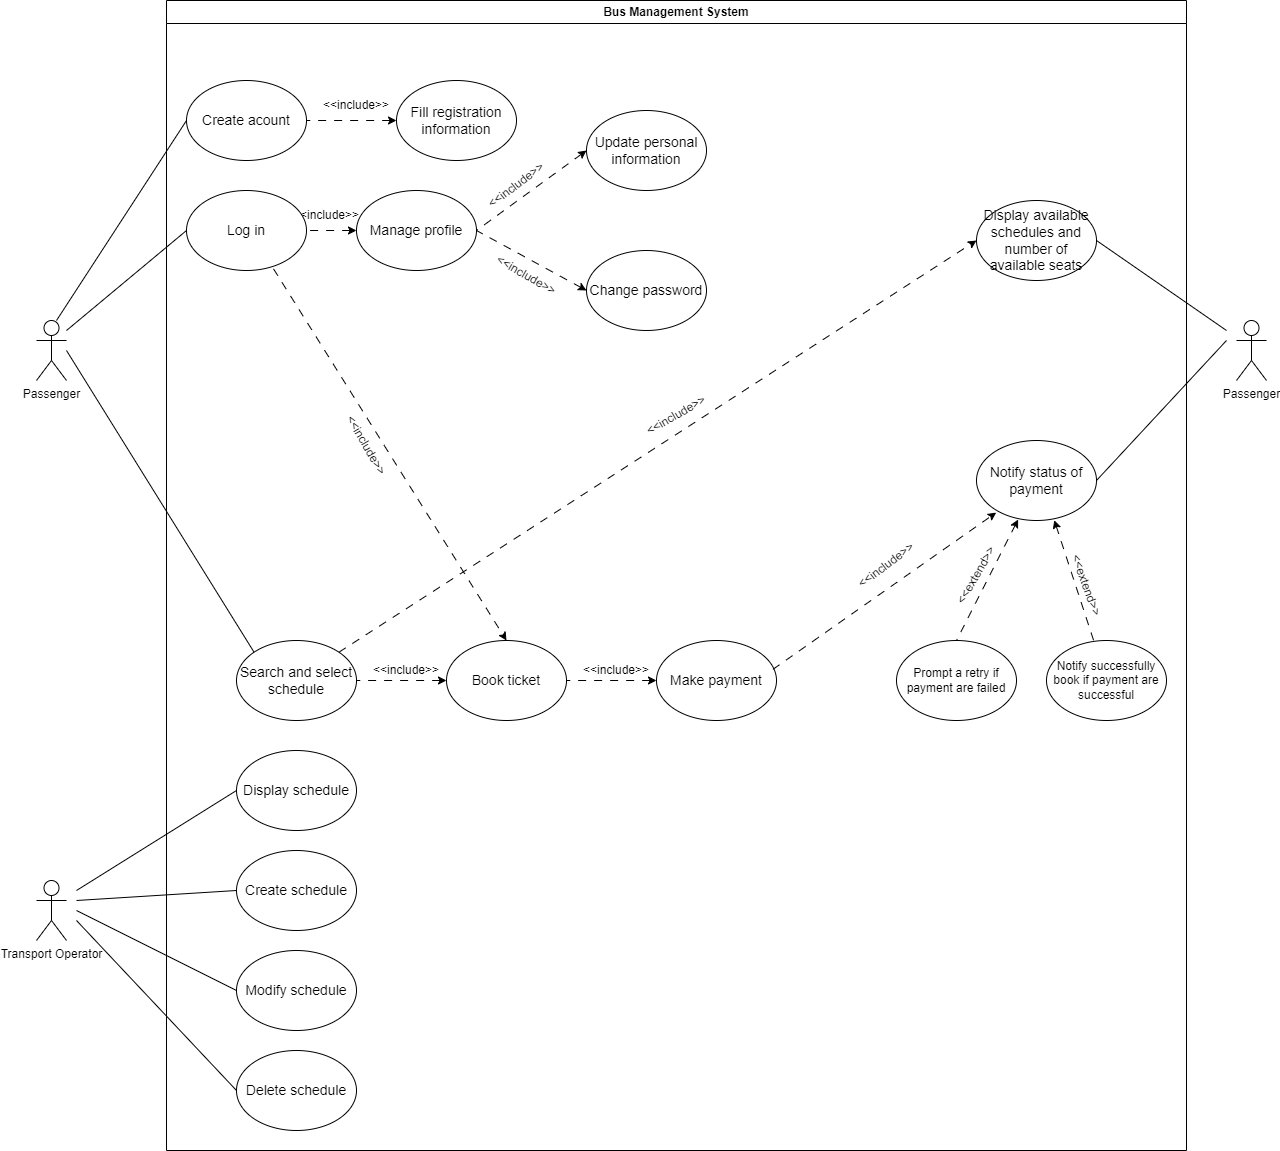 Bus Management System
Create acount
<<include>>
Fill registration
information
Update personal
information
<<include>>
Log in
<include>>
Manage profile
<<include>>
Change password
Display available
schedules and
number of
available seats
Passenger
Passenger
<<include>>
<<include>>
Notify status of
payment
<<include>>
<<extend>>
<<extend>>
Search and select
schedule
<<include>>
Book ticket
<<include>>
Make payment
Prompt a retry if
payment are failed
Notify successfully
book if payment are
successful
Display schedule
Create schedule
Transport Operator
Modify schedule
Delete schedule